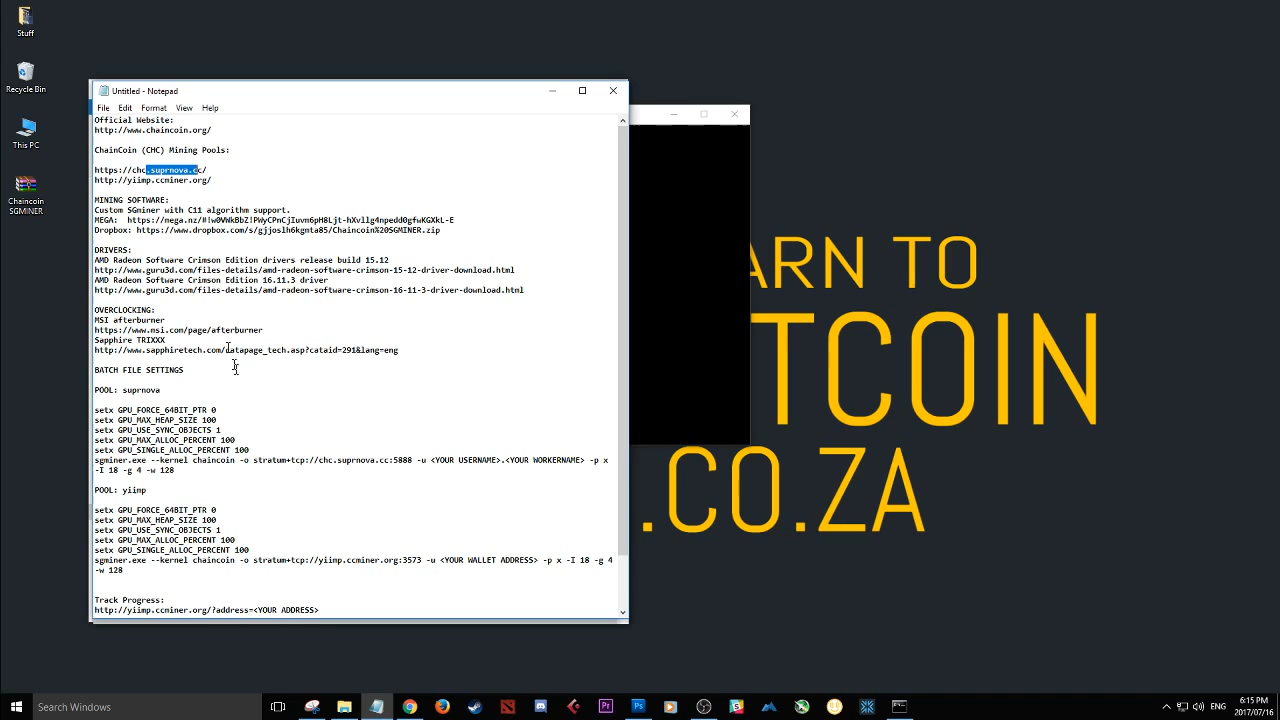 Stuff
Recycle Bin
This PC
Chaincoin
SGMINER
Untitled - Notepad
File Edit Format View Help
Official Website:
http://www.chaincoin.org/
ChainCoin (CHC) Mining Pools:
https://chc.suprnova.cc/
http://yiimp.ccminer.org/
MINING SOFTWARE:
Custom SGminer with C11 algorithm support.
MEGA: https://mega.nz/#!w0VWkBbZ!PWyCPnCjIuvm6pH8Ljt-hXvllg4npedd0gfwKGXkL-E
Dropbox: https://www.dropbox.com/s/gjjoslh6kgmta85/Chaincoin%20SGMINER.zip
DRIVERS:
AMD Radeon Software Crimson Edition drivers release build 15.12
http://www.guru3d.com/files-details/amd-radeon-software-crimson-15-12-driver-download.html
AMD Radeon Software Crimson Edition 16.11.3 driver
http://www.guru3d.com/files-details/amd-radeon-software-crimson-16-11-3-driver-download.html
OVERCLOCKING:
MSI afterburner
https://www.msi.com/page/afterburner
Sapphire TRIXXX
http://www.sapphiretech.com/datapage_tech.asp?cataid=291&lang=eng
BATCH FILE SETTINGS
POOL: suprnova
setx GPU_FORCE_64BIT_PTR 0
setx GPU_MAX_HEAP_SIZE 100
setx GPU_USE_SYNC_OBJECTS 1
setx GPU_MAX_ALLOC_PERCENT 100
setx GPU_SINGLE_ALLOC_PERCENT 100
sgminer.exe --kernel chaincoin -o stratum+tcp://chc.suprnova.cc:5888 -u <YOUR USERNAME>.<YOUR WORKERNAME> -p x
-I 18 -g 4 -w 128
POOL: yiimp
setx GPU_FORCE_64BIT_PTR 0
setx GPU_MAX_HEAP_SIZE 100
setx GPU_USE_SYNC_OBJECTS 1
setx GPU_MAX_ALLOC_PERCENT 100
setx GPU_SINGLE_ALLOC_PERCENT 100
sgminer.exe --kernel chaincoin -o stratum+tcp://yiimp.ccminer.org:3573 -u <YOUR WALLET ADDRESS> -p x -I 18 -g 4
-w 128
Track Progress:
http://yiimp.ccminer.org/?address=<YOUR ADDRESS>
ARN TO
TCOIN
.CO.ZA
Search Windows
Pr
Ps
ENG
6:15 PM
2017/07/16